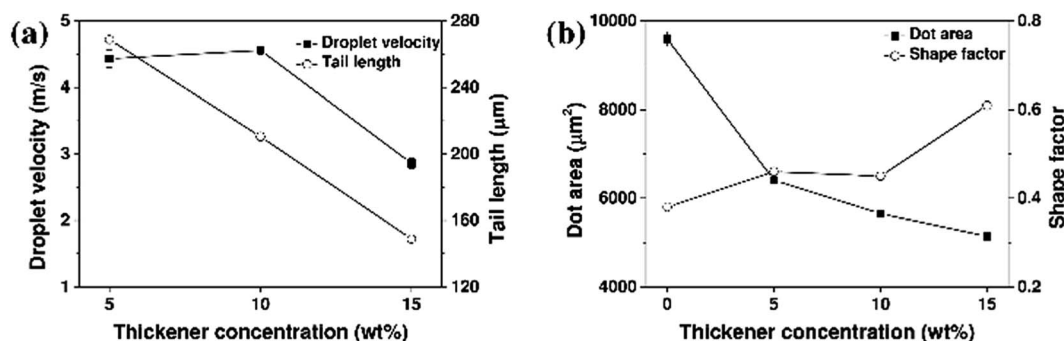 (a)
Droplet velocity
Tail length
Droplet velocity (m/s)
5
4
3
2
1
280
240
200
160
120
Tail length (μm)
5 10 15
Thickener concentration (wt%)
(b)
Dot area
Shape factor
Dot area (μm²)
10000
8000
6000
4000
0.8
0.6
0.4
0.2
Shape factor
0 5 10 15
Thickener concentration (wt%)